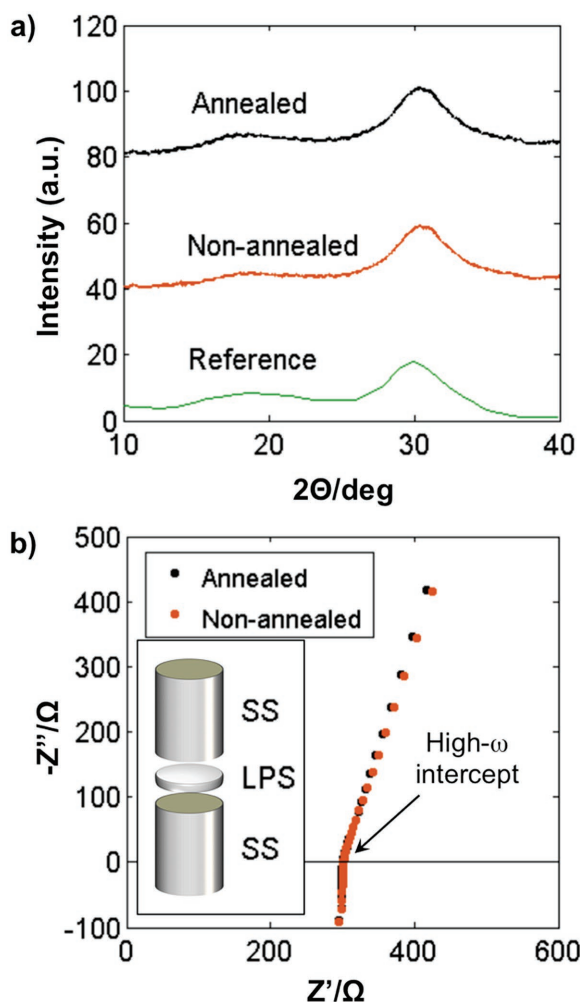 a)
120
100
80
60
40
20
0
Intensity (a.u.)
Annealed
Non-annealed
Reference
10
20
30
40
2Θ/deg
b)
500
400
300
200
100
0
-100
-Z''/Ω
Annealed
Non-annealed
SS
LPS
SS
High-ω
intercept
0
200
400
600
Z'/Ω